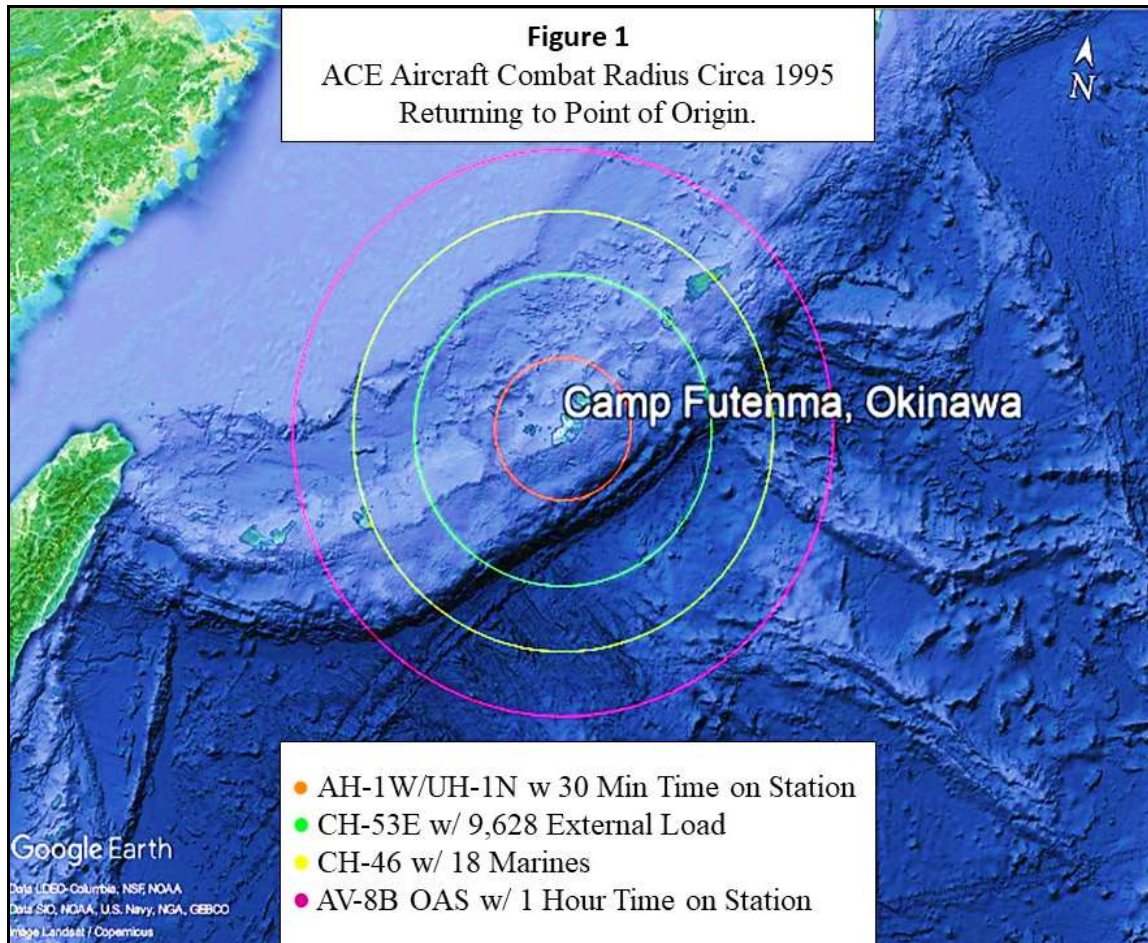 Figure 1
ACE Aircraft Combat Radius Circa 1995
Returning to Point of Origin.
N
Camp Futenma, Okinawa
AH-1W/UH-1N w 30 Min Time on Station
CH-53E w/ 9,628 External Load
CH-46 w/ 18 Marines
AV-8B OAS w/ 1 Hour Time on Station
Google Earth
Data LDEO-Columbia, NSF, NOAA
Data SIO, NOAA, U.S. Navy, NGA, GEBCO
Image Landsat / Copernicus